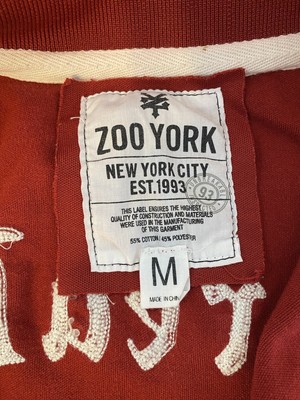 ZOO YORK
NEW YORK CITY
EST.1993
93
THIS LABEL ENSURES THE HIGHEST
QUALITY OF CONSTRUCTION AND MATERIALS
WERE USED IN THE MANUFACTURING
OF THIS GARMENT
55% COTTON / 45% POLYESTER
M
MADE IN CHINA